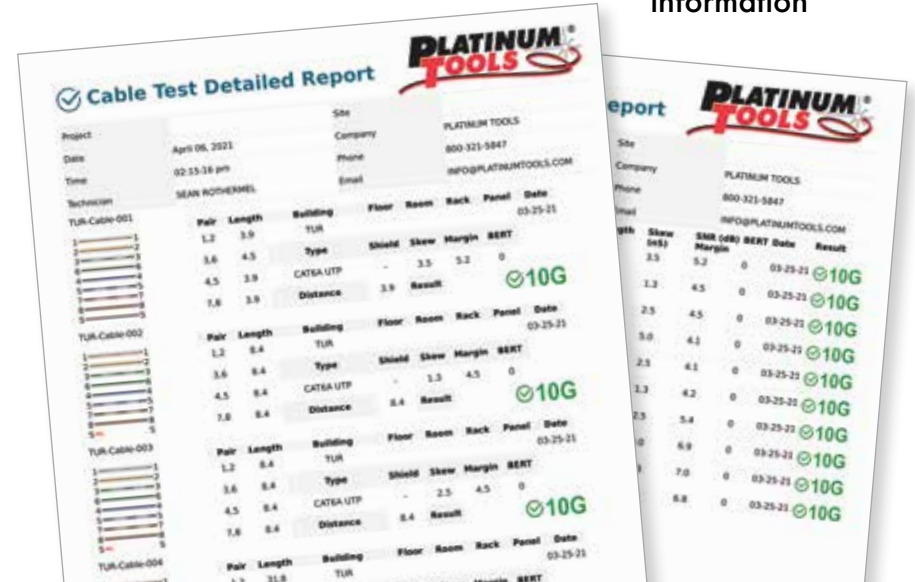 information
PLATINUM
TOOLS
Cable Test Detailed Report
Project
Site
Date
April 06, 2021
Company
PLATINUM TOOLS
Time
02:15:16 pm
Phone
800-321-5847
Technician
SEAN ROTHERMEL
Email
INFO@PLATINUMTOOLS.COM
TUR-Cable-001
Pair Length Building Floor Room Rack Panel Date
1,2 3.9 TUR 03-25-21
3,6 4.5 Type Shield Skew Margin BERT
4,5 3.9 CAT6A UTP - 3.5 5.2 0
7,8 3.9 Distance 3.9 Result 10G
TUR-Cable-002
Pair Length Building Floor Room Rack Panel Date
1,2 8.4 TUR 03-25-21
3,6 8.4 Type Shield Skew Margin BERT
4,5 8.4 CAT6A UTP - 1.3 4.5 0
7,8 8.4 Distance 8.4 Result 10G
TUR-Cable-003
Pair Length Building Floor Room Rack Panel Date
1,2 8.4 TUR 03-25-21
3,6 8.4 Type Shield Skew Margin BERT
4,5 8.4 CAT6A UTP - 2.5 4.5 0
7,8 8.4 Distance 8.4 Result 10G
TUR-Cable-004
Pair Length Building Floor Room Rack Panel Date
31.8 TUR 03-25-21
Margin BERT
eport
PLATINUM
TOOLS
Site
Company PLATINUM TOOLS
Phone 800-321-5847
mail INFO@PLATINUMTOOLS.COM
gth Skew (nS) SNR (dB) Margin BERT Date Result
3.5 5.2 0 03-25-21 10G
1.3 4.5 0 03-25-21 10G
2.5 4.5 0 03-25-21 10G
5.0 4.1 0 03-25-21 10G
2.5 4.1 0 03-25-21 10G
1.3 4.2 0 03-25-21 10G
2.5 5.4 0 03-25-21 10G
6.9 0 03-25-21 10G
7.0 0 03-25-21 10G
6.8 0 03-25-21 10G